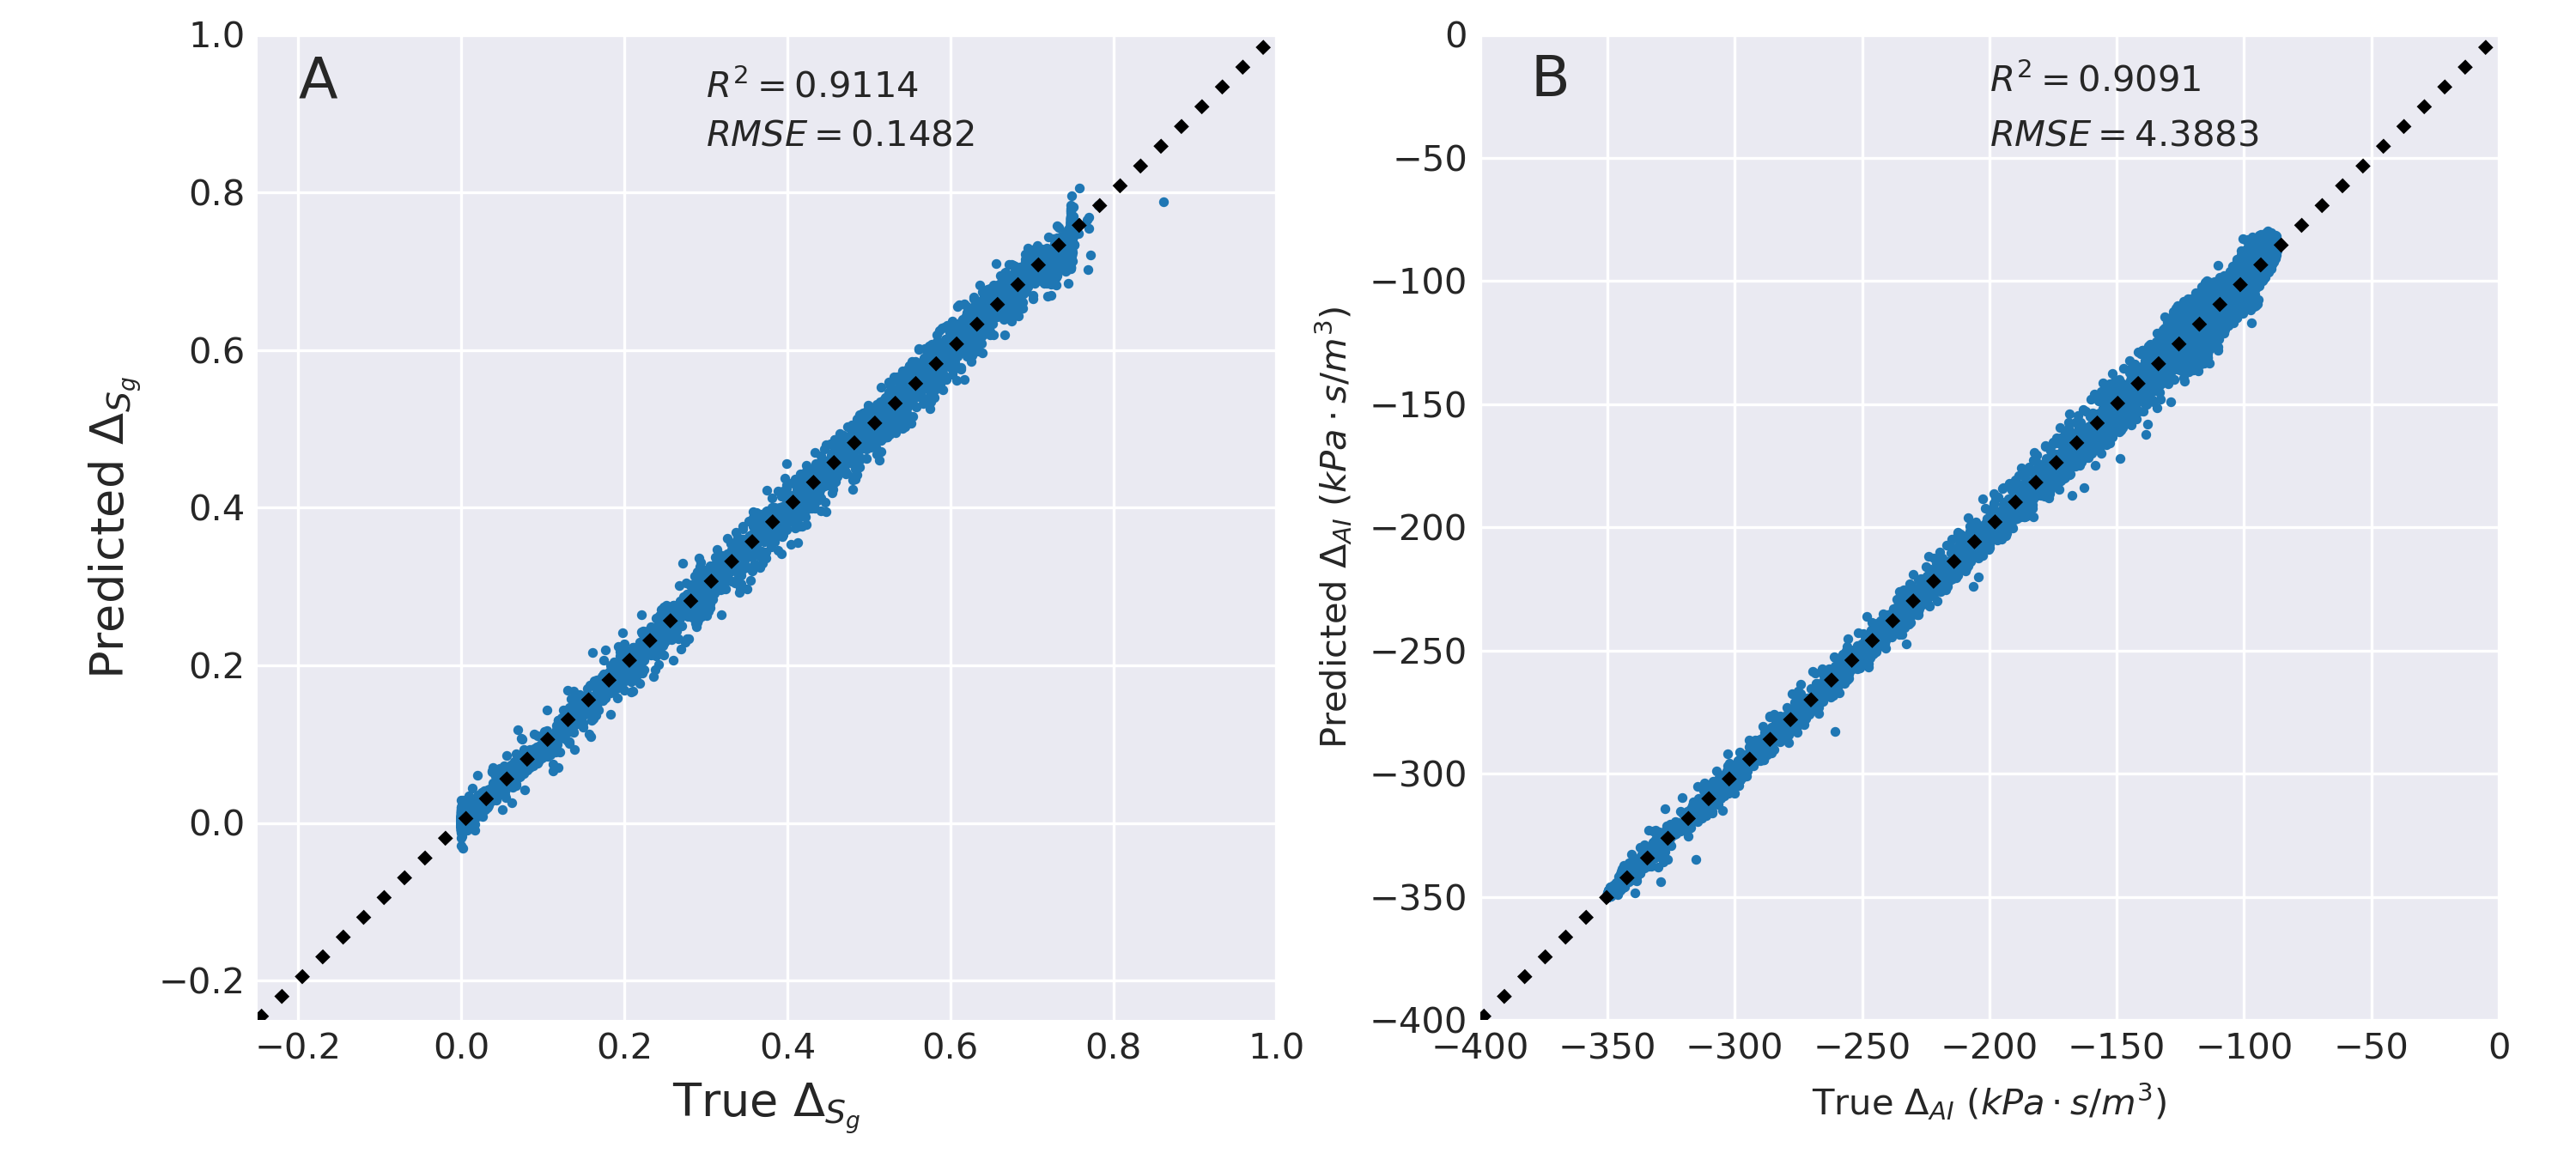 A
R² = 0.9114
RMSE = 0.1482
1.0
0.8
0.6
0.4
0.2
0.0
−0.2
Predicted Δ_{S_g}
−0.2 0.0 0.2 0.4 0.6 0.8 1.0
True Δ_{S_g}
B
R² = 0.9091
RMSE = 4.3883
0
−50
−100
−150
−200
−250
−300
−350
−400
Predicted Δ_{AI} (kPa · s/m³)
−400 −350 −300 −250 −200 −150 −100 −50 0
True Δ_{AI} (kPa · s/m³)